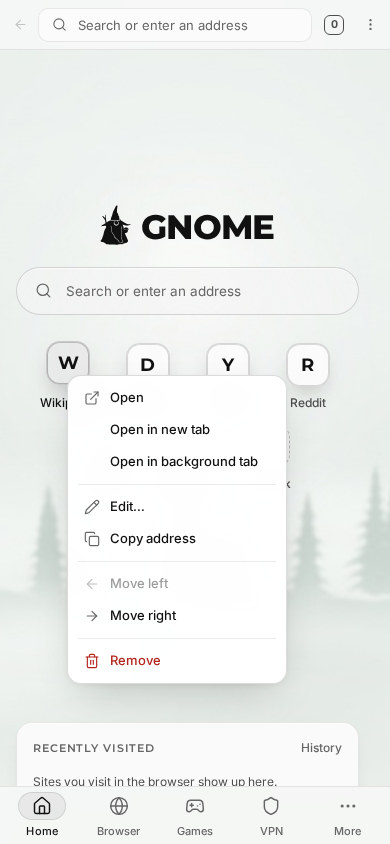 Search or enter an address
0
GNOME
Search or enter an address
W
D
Y
R
Reddit
Open
Open in new tab
Open in background tab
Edit...
Copy address
Move left
Move right
Remove
RECENTLY VISITED
History
Sites you visit in the browser show up here.
Home
Browser
Games
VPN
More